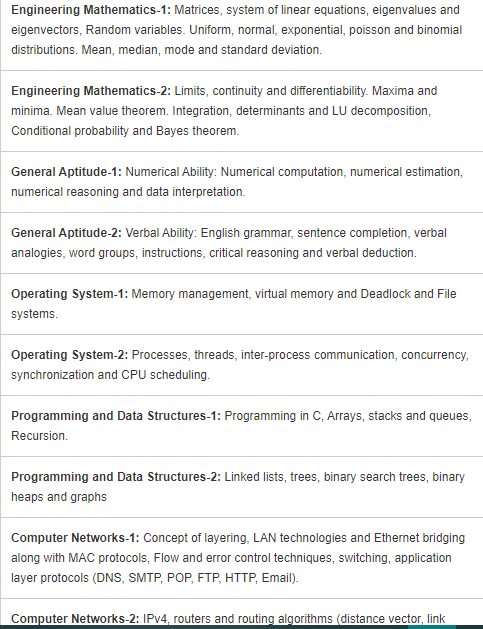 Engineering Mathematics-1: Matrices, system of linear equations, eigenvalues and
eigenvectors, Random variables. Uniform, normal, exponential, poisson and binomial
distributions. Mean, median, mode and standard deviation.
Engineering Mathematics-2: Limits, continuity and differentiability. Maxima and
minima. Mean value theorem. Integration, determinants and LU decomposition,
Conditional probability and Bayes theorem.
General Aptitude-1: Numerical Ability: Numerical computation, numerical estimation,
numerical reasoning and data interpretation.
General Aptitude-2: Verbal Ability: English grammar, sentence completion, verbal
analogies, word groups, instructions, critical reasoning and verbal deduction.
Operating System-1: Memory management, virtual memory and Deadlock and File
systems.
Operating System-2: Processes, threads, inter-process communication, concurrency,
synchronization and CPU scheduling.
Programming and Data Structures-1: Programming in C, Arrays, stacks and queues,
Recursion.
Programming and Data Structures-2: Linked lists, trees, binary search trees, binary
heaps and graphs
Computer Networks-1: Concept of layering, LAN technologies and Ethernet bridging
along with MAC protocols, Flow and error control techniques, switching, application
layer protocols (DNS, SMTP, POP, FTP, HTTP, Email).
Computer Networks-2: IPv4, routers and routing algorithms (distance vector, link